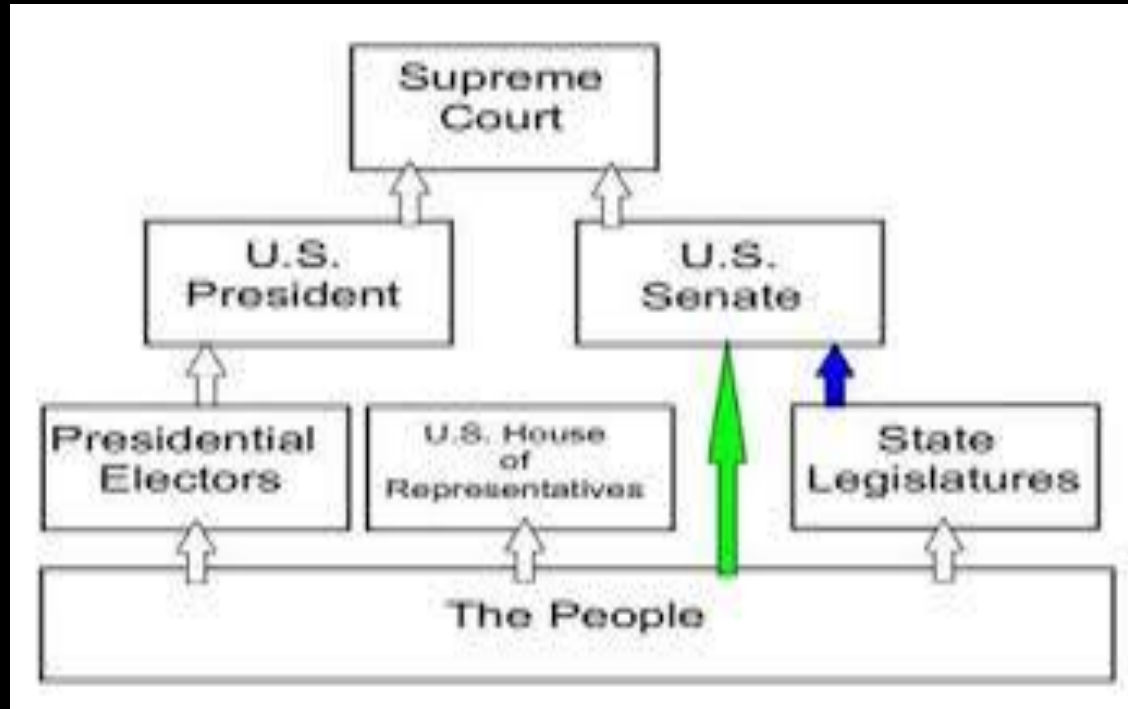 Supreme
Court
U.S.
President
U.S.
Senate
Presidential
Electors
U.S. House
of
Representatives
State
Legislatures
The People